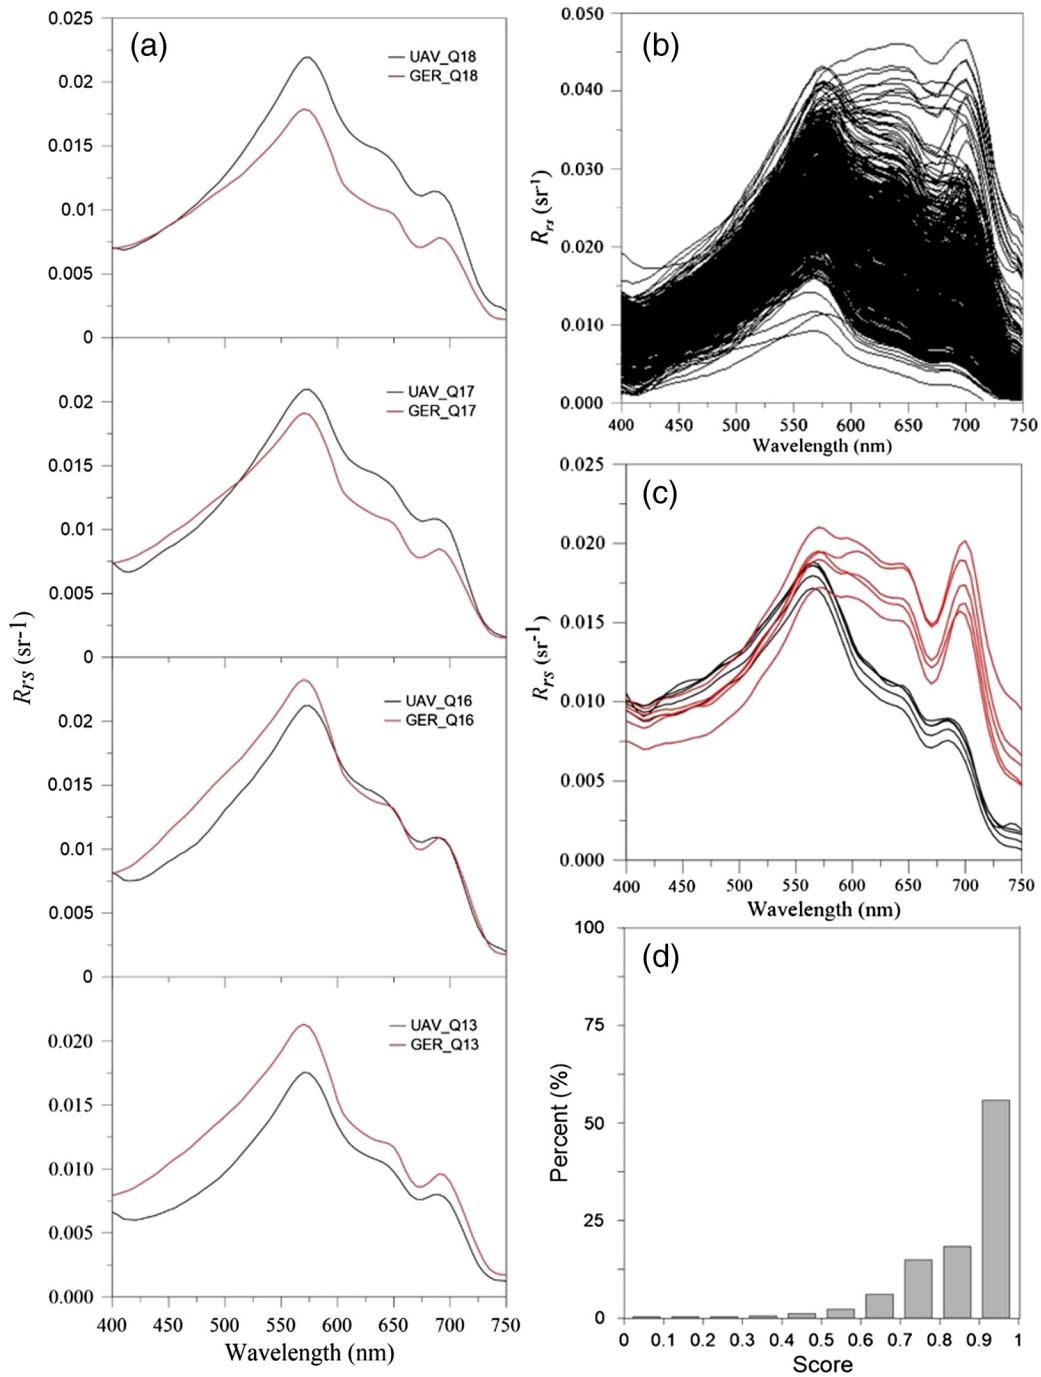 (a)
0.025
0.02
0.015
0.01
0.005
0
UAV_Q18
GER_Q18
0.02
0.015
0.01
0.005
0
UAV_Q17
GER_Q17
0.02
0.015
0.01
0.005
0
UAV_Q16
GER_Q16
0.020
0.015
0.010
0.005
0.000
UAV_Q13
GER_Q13
400 450 500 550 600 650 700 750
Wavelength (nm)
Rrs (sr-1)
(b)
0.050
0.040
0.030
0.020
0.010
0.000
Rrs (sr-1)
400 450 500 550 600 650 700 750
Wavelength (nm)
(c)
0.025
0.020
0.015
0.010
0.005
0.000
Rrs (sr-1)
400 450 500 550 600 650 700 750
Wavelength (nm)
(d)
100
75
50
25
0
Percent (%)
0 0.1 0.2 0.3 0.4 0.5 0.6 0.7 0.8 0.9 1
Score